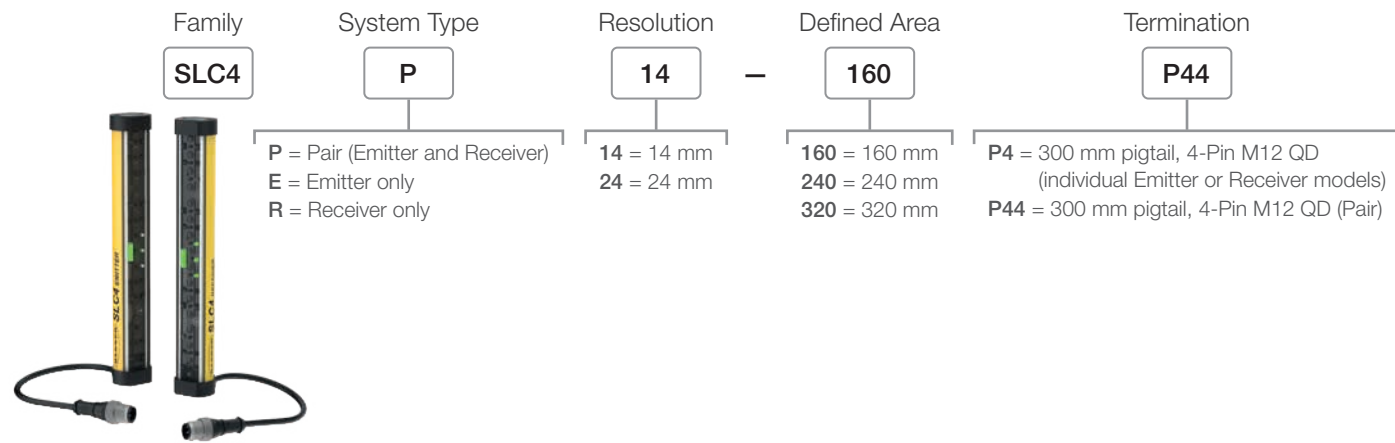 Family System Type Resolution Defined Area Termination
SLC4 P 14 – 160 P44
P = Pair (Emitter and Receiver)
E = Emitter only
R = Receiver only
14 = 14 mm
24 = 24 mm
160 = 160 mm
240 = 240 mm
320 = 320 mm
P4 = 300 mm pigtail, 4-Pin M12 QD
(individual Emitter or Receiver models)
P44 = 300 mm pigtail, 4-Pin M12 QD (Pair)
SLC4 EMITTER
SLC4